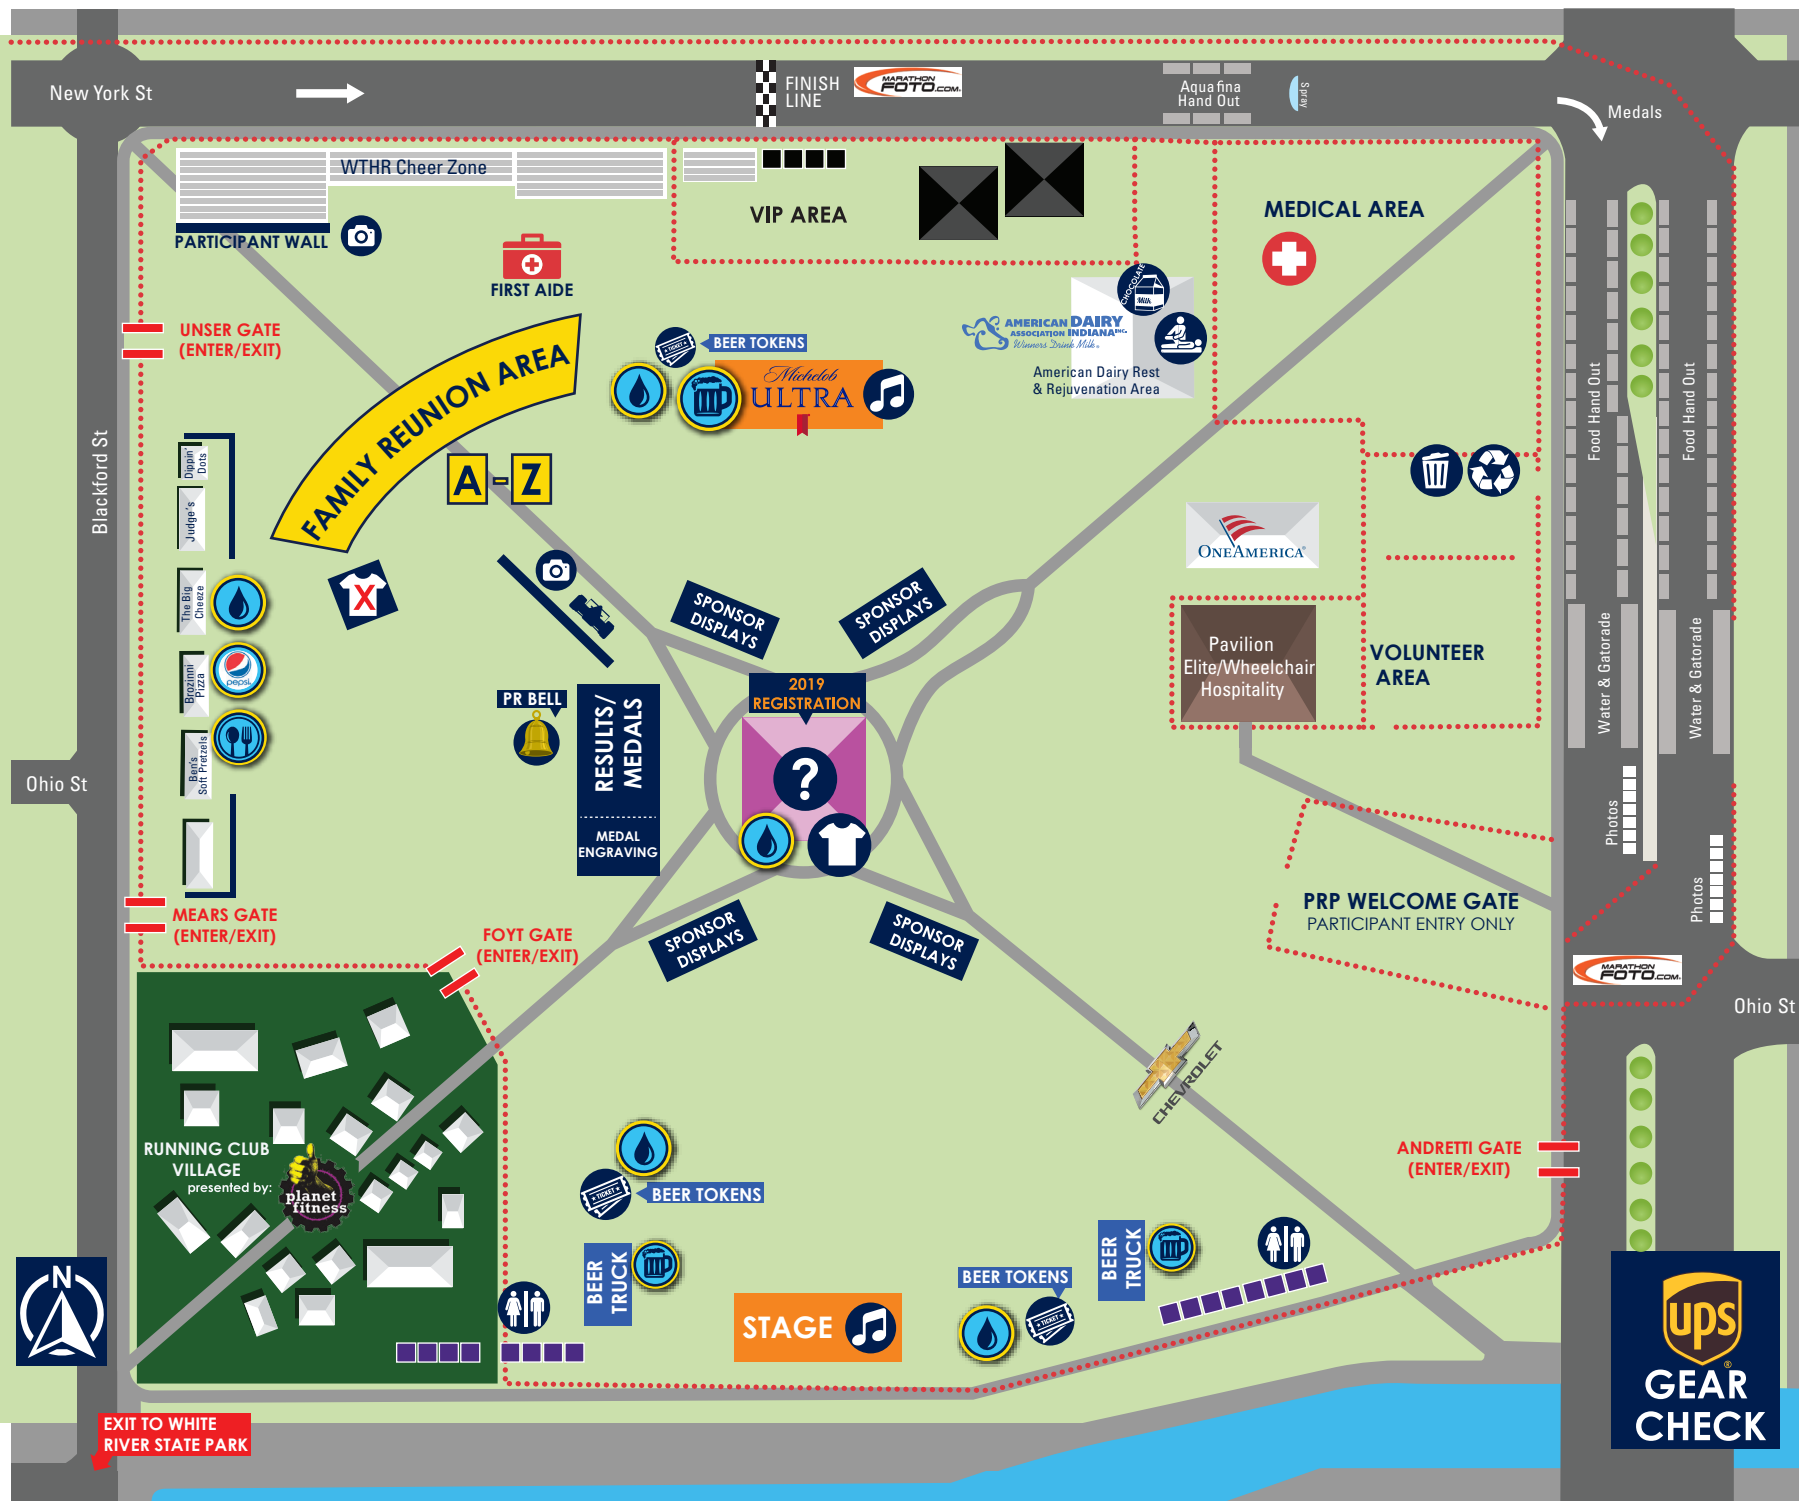 New York St
FINISH
LINE
MARATHON
FOTO.COM
Aquafina
Hand Out
Spray
Medals
WTHR Cheer Zone
PARTICIPANT WALL
VIP AREA
MEDICAL AREA
FIRST AIDE
UNSER GATE
(ENTER/EXIT)
FAMILY REUNION AREA
A - Z
TICKET
BEER TOKENS
Michelob
ULTRA
CHOCOLATE
Milk
AMERICAN DAIRY
ASSOCIATION INDIANA INC.
Winners Drink Milk
American Dairy Rest
& Rejuvenation Area
Food Hand Out
Food Hand Out
Blackford St
Dippin'
Dots
Judge's
The Big
Cheeze
Brozinni
Pizza
pepsi
Ben's
Soft Pretzels
X
ONEAMERICA®
SPONSOR
DISPLAYS
SPONSOR
DISPLAYS
Pavilion
Elite/Wheelchair
Hospitality
VOLUNTEER
AREA
Water & Gatorade
Water & Gatorade
PR BELL
RESULTS/
MEDALS
MEDAL
ENGRAVING
2019
REGISTRATION
?
Ohio St
Photos
Photos
MEARS GATE
(ENTER/EXIT)
FOYT GATE
(ENTER/EXIT)
SPONSOR
DISPLAYS
SPONSOR
DISPLAYS
PRP WELCOME GATE
PARTICIPANT ENTRY ONLY
MARATHON
FOTO.COM
Ohio St
CHEVROLET
RUNNING CLUB
VILLAGE
presented by:
planet
fitness
ANDRETTI GATE
(ENTER/EXIT)
TICKET
BEER TOKENS
BEER
TRUCK
BEER
TRUCK
BEER TOKENS
TICKET
STAGE
N
ups
®
GEAR
CHECK
EXIT TO WHITE
RIVER STATE PARK